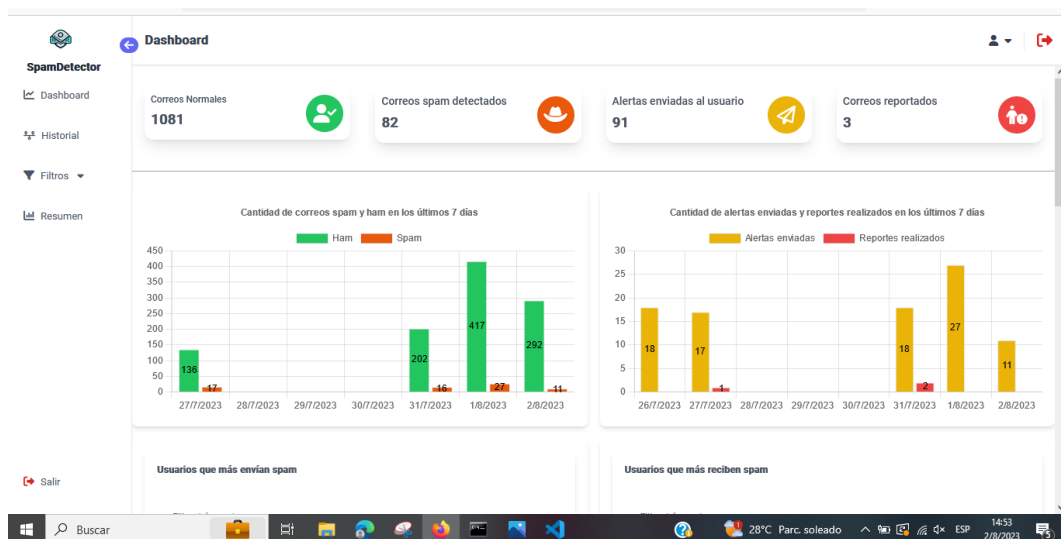 Dashboard
SpamDetector
Dashboard
Historial
Filtros
Resumen
Salir
Correos Normales
1081
Correos spam detectados
82
Alertas enviadas al usuario
91
Correos reportados
3
Cantidad de correos spam y ham en los últimos 7 días
Ham Spam
450
400
350
300
250
200
150
100
50
0
136
17
202
16
417
27
292
11
27/7/2023 28/7/2023 29/7/2023 30/7/2023 31/7/2023 1/8/2023 2/8/2023
Cantidad de alertas enviadas y reportes realizados en los últimos 7 días
Alertas enviadas Reportes realizados
30
25
20
15
10
5
0
18
17
1
18
2
27
11
26/7/2023 27/7/2023 28/7/2023 29/7/2023 30/7/2023 31/7/2023 1/8/2023 2/8/2023
Usuarios que más envían spam
Usuarios que más reciben spam
Buscar
28°C Parc. soleado
ESP
14:53
2/8/2023
5